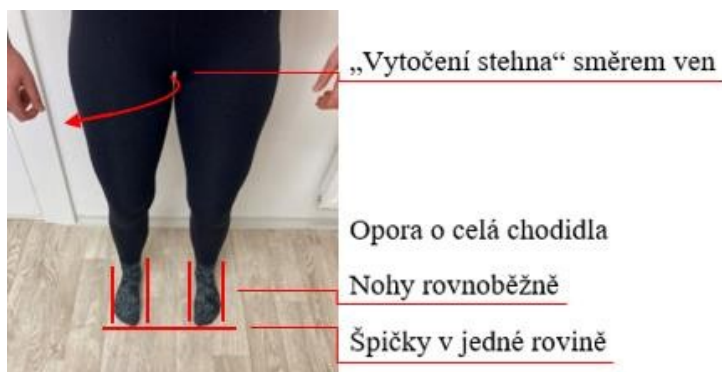 „Vytočení stehna“ směrem ven
Opora o celá chodidla
Nohy rovnoběžně
Špičky v jedné rovině